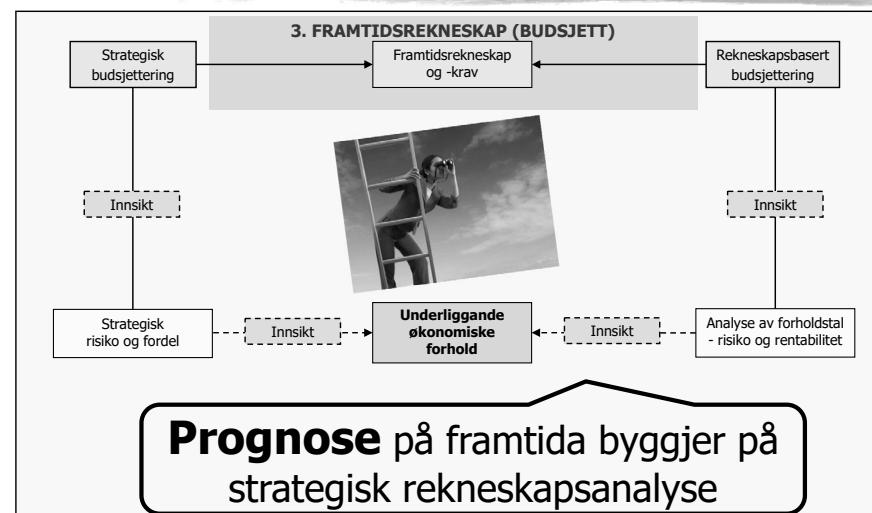 3. FRAMTIDSREKNESKAP (BUDSJETT)
Strategisk
budsjettering
Framtidsrekneskap
og -krav
Rekneskapsbasert
budsjettering
Innsikt
Innsikt
Strategisk
risiko og fordel
Innsikt
Underliggande
økonomiske
forhold
Innsikt
Analyse av forholdstal
- risiko og rentabilitet
Prognose på framtida byggjer på
strategisk rekneskapsanalyse